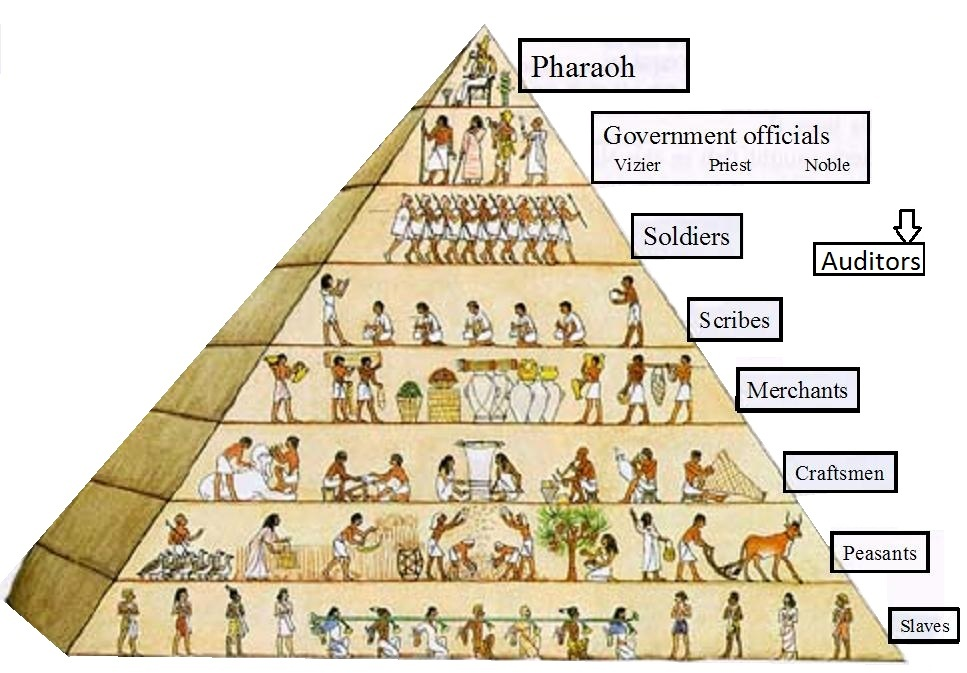 Pharaoh
Government officials
Vizier Priest Noble
Soldiers
Auditors
Scribes
Merchants
Craftsmen
Peasants
Slaves